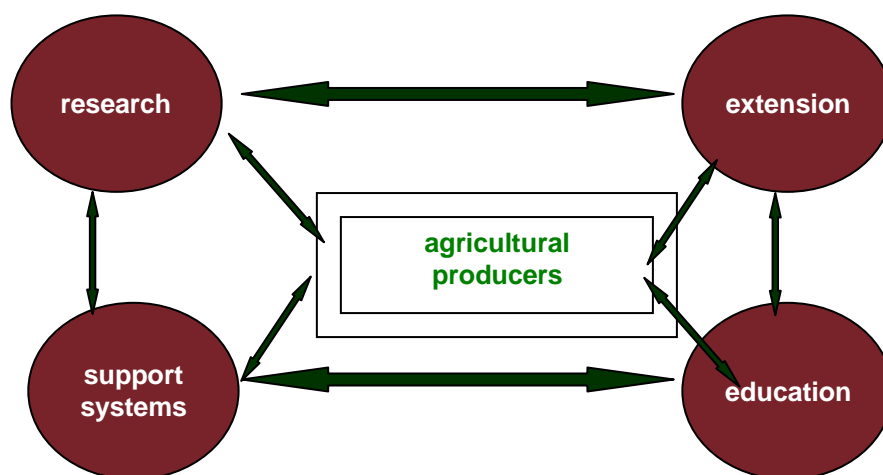 research
extension
agricultural
producers
support
systems
education